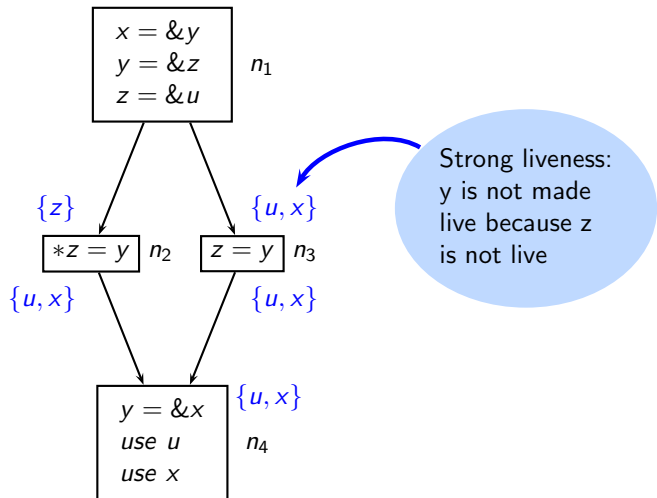 x = &y
y = &z
z = &u
n₁
Strong liveness:
y is not made
live because z
is not live
{z}
{u, x}
*z = y
n₂
z = y
n₃
{u, x}
{u, x}
{u, x}
y = &x
use u
use x
n₄